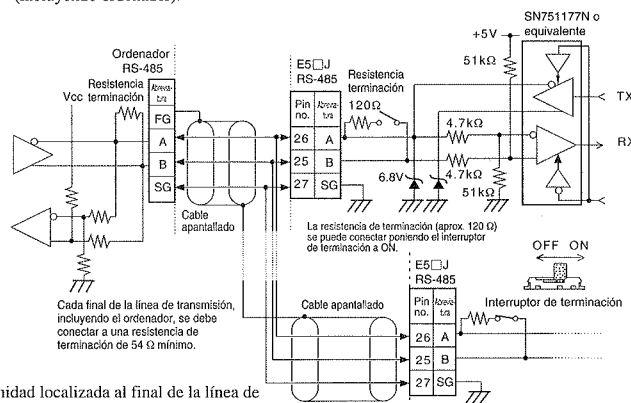 (incluyendo ordenador).
SN751177N o
equivalente
+5V
51kΩ
TX
RX
4.7kΩ
4.7kΩ
51kΩ
6.8V
Ordenador
RS-485
Resistencia
terminación
Vcc
Abrevia-
tura
FG
A
B
SG
Cable
apantallado
E5□J
RS-485
Pin
no.
Abrevia-
tura
26 A
25 B
27 SG
Resistencia
terminación
120Ω
La resistencia de terminación (aprox. 120 Ω)
se puede conectar poniendo el interruptor
de terminación a ON.
OFF ON
Interruptor de terminación
Cada final de la línea de transmisión,
incluyendo el ordenador, se debe
conectar a una resistencia de
terminación de 54 Ω mínimo.
Cable apantallado
E5□J
RS-485
Pin
no.
Abrevia-
tura
26 A
25 B
27 SG
nidad localizada al final de la línea de